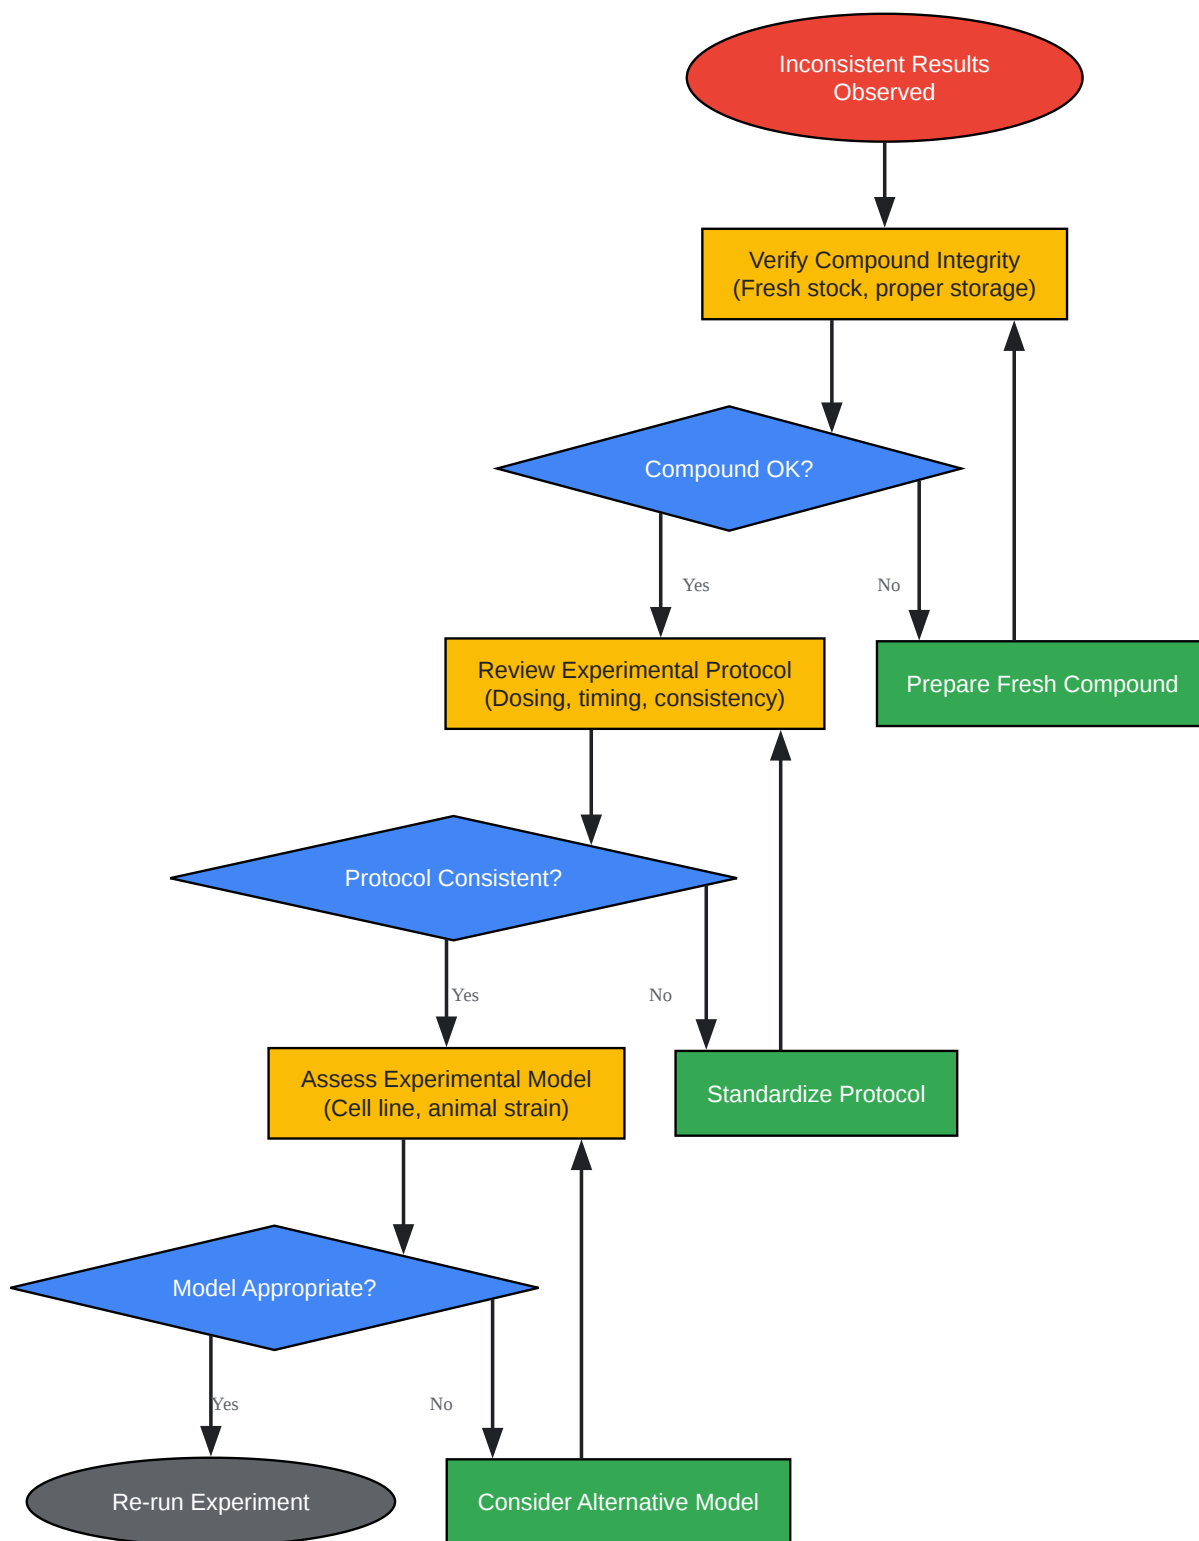 Inconsistent Results
Observed
Verify Compound Integrity
(Fresh stock, proper storage)
Compound OK?
Yes
No
Review Experimental Protocol
(Dosing, timing, consistency)
Prepare Fresh Compound
Protocol Consistent?
Yes
No
Assess Experimental Model
(Cell line, animal strain)
Standardize Protocol
Model Appropriate?
Yes
No
Re-run Experiment
Consider Alternative Model